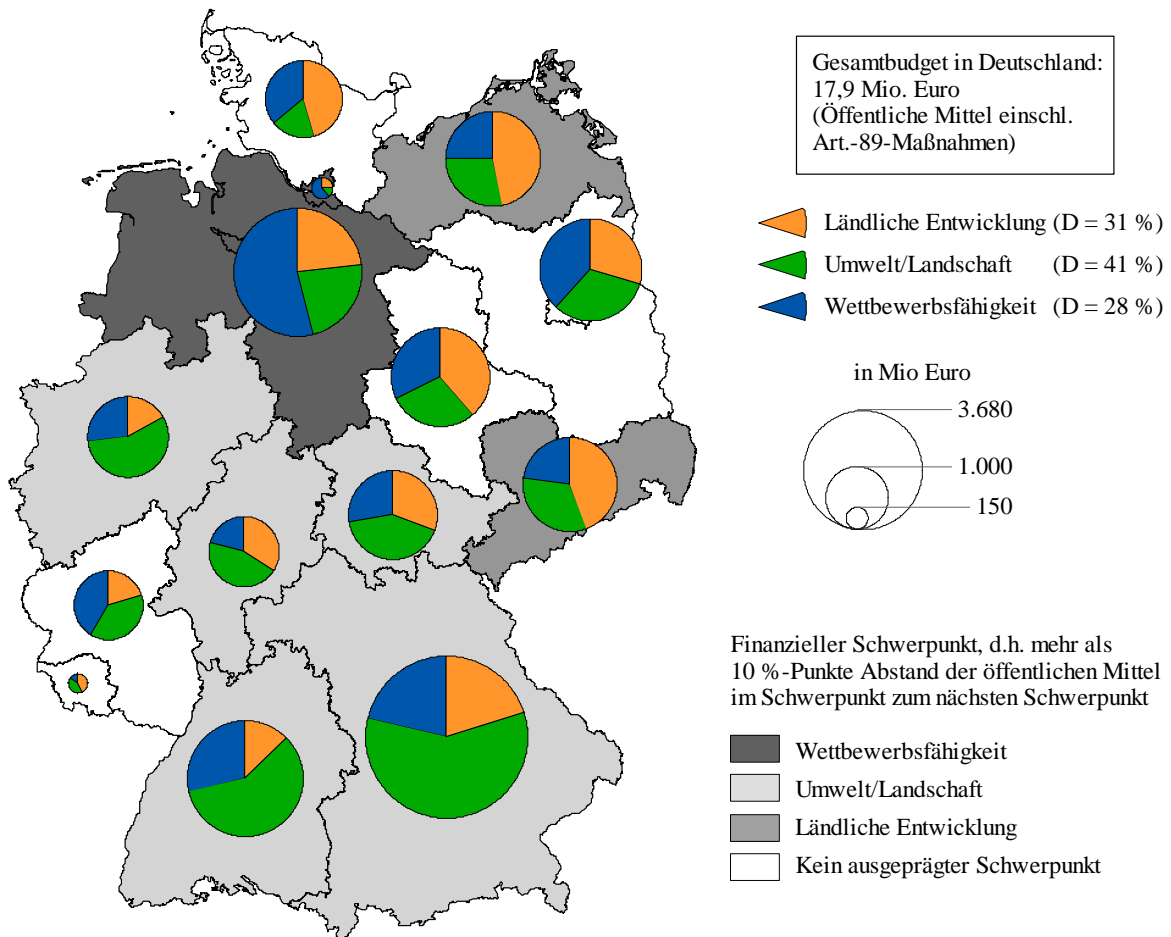 Gesamtbudget in Deutschland:
17,9 Mio. Euro
(Öffentliche Mittel einschl.
Art.-89-Maßnahmen)
Ländliche Entwicklung (D = 31 %)
Umwelt/Landschaft (D = 41 %)
Wettbewerbsfähigkeit (D = 28 %)
in Mio Euro
3.680
1.000
150
Finanzieller Schwerpunkt, d.h. mehr als
10 %-Punkte Abstand der öffentlichen Mittel
im Schwerpunkt zum nächsten Schwerpunkt
Wettbewerbsfähigkeit
Umwelt/Landschaft
Ländliche Entwicklung
Kein ausgeprägter Schwerpunkt